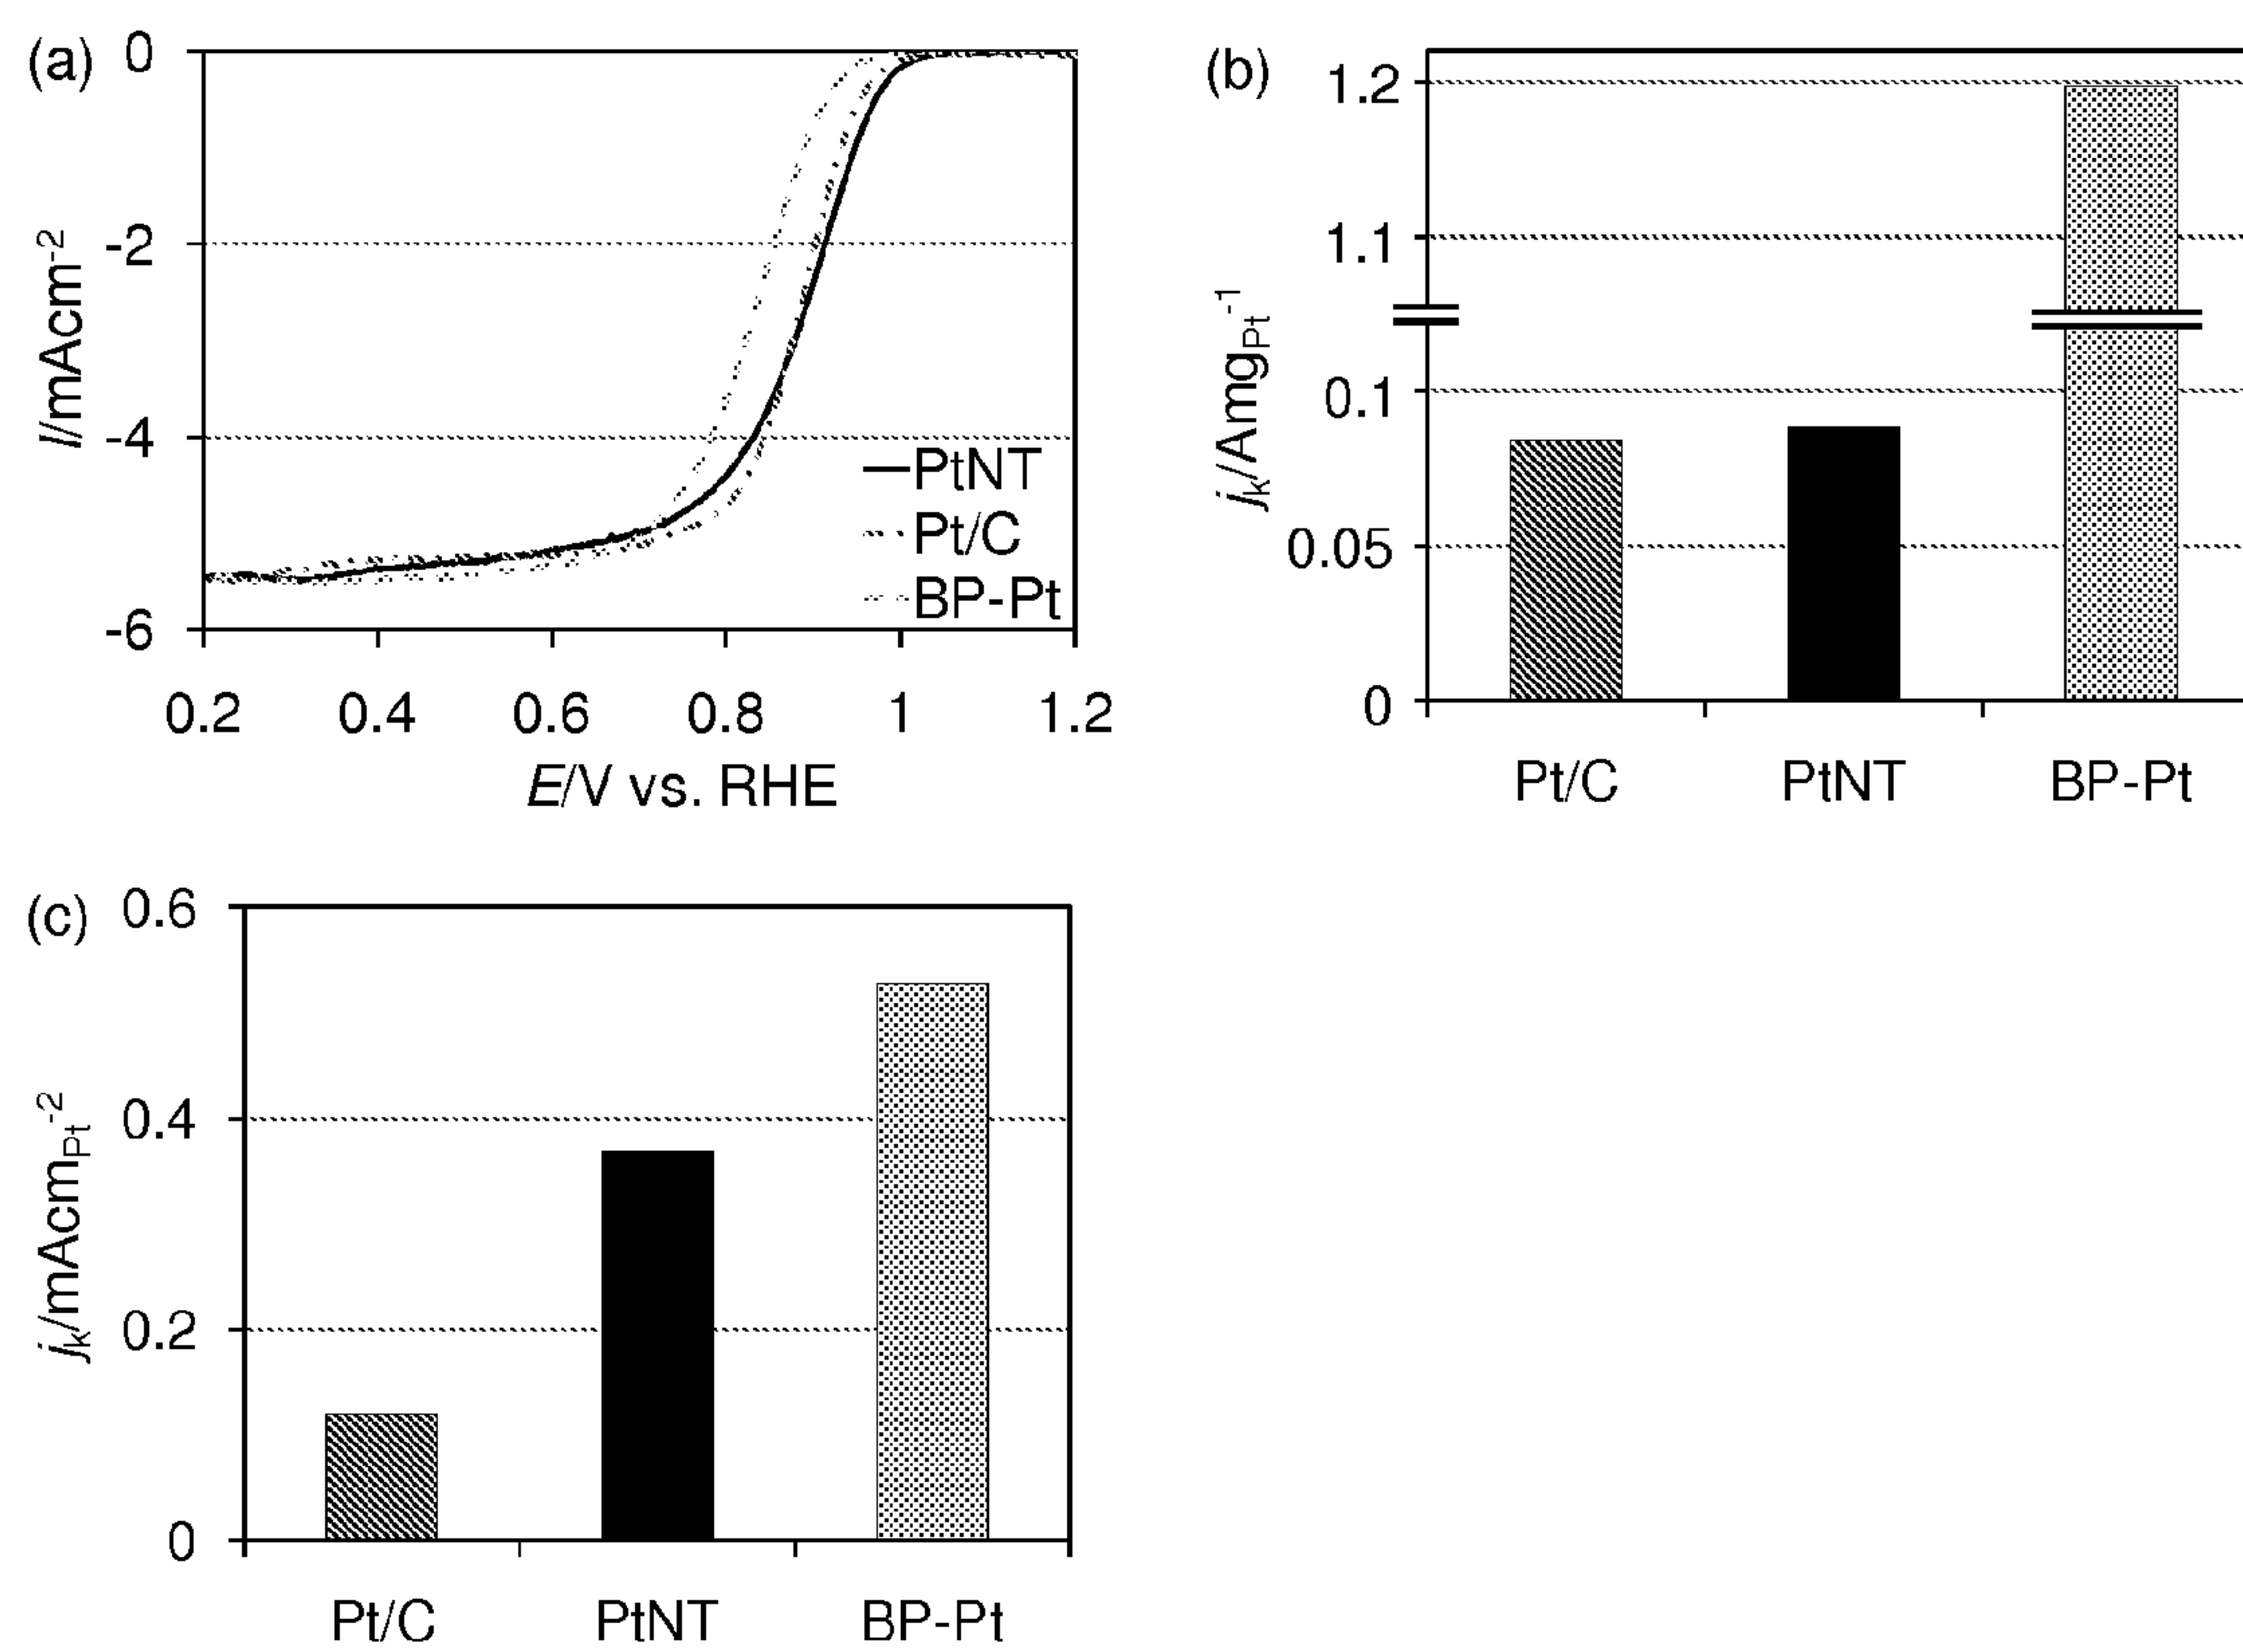 (a)
0
-2
-4
-6
I/mAcm-2
PtNT
Pt/C
BP-Pt
0.2 0.4 0.6 0.8 1 1.2
E/V vs. RHE
(b)
1.2
1.1
0.1
0.05
0
jk/AmgPt-1
Pt/C PtNT BP-Pt
(c)
0.6
0.4
0.2
0
jk/mAcmPt-2
Pt/C PtNT BP-Pt